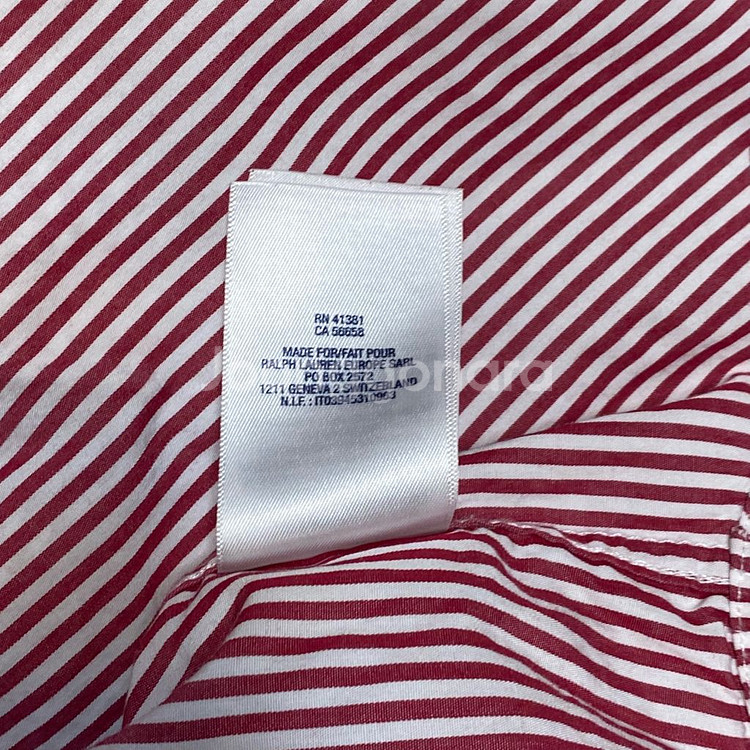 RN 41381
CA 56658
MADE FOR/FAIT POUR
RALPH LAUREN EUROPE SARL
PO BOX 2572
1211 GENEVA 2 SWITZERLAND
N.I.F. : IT03945310963